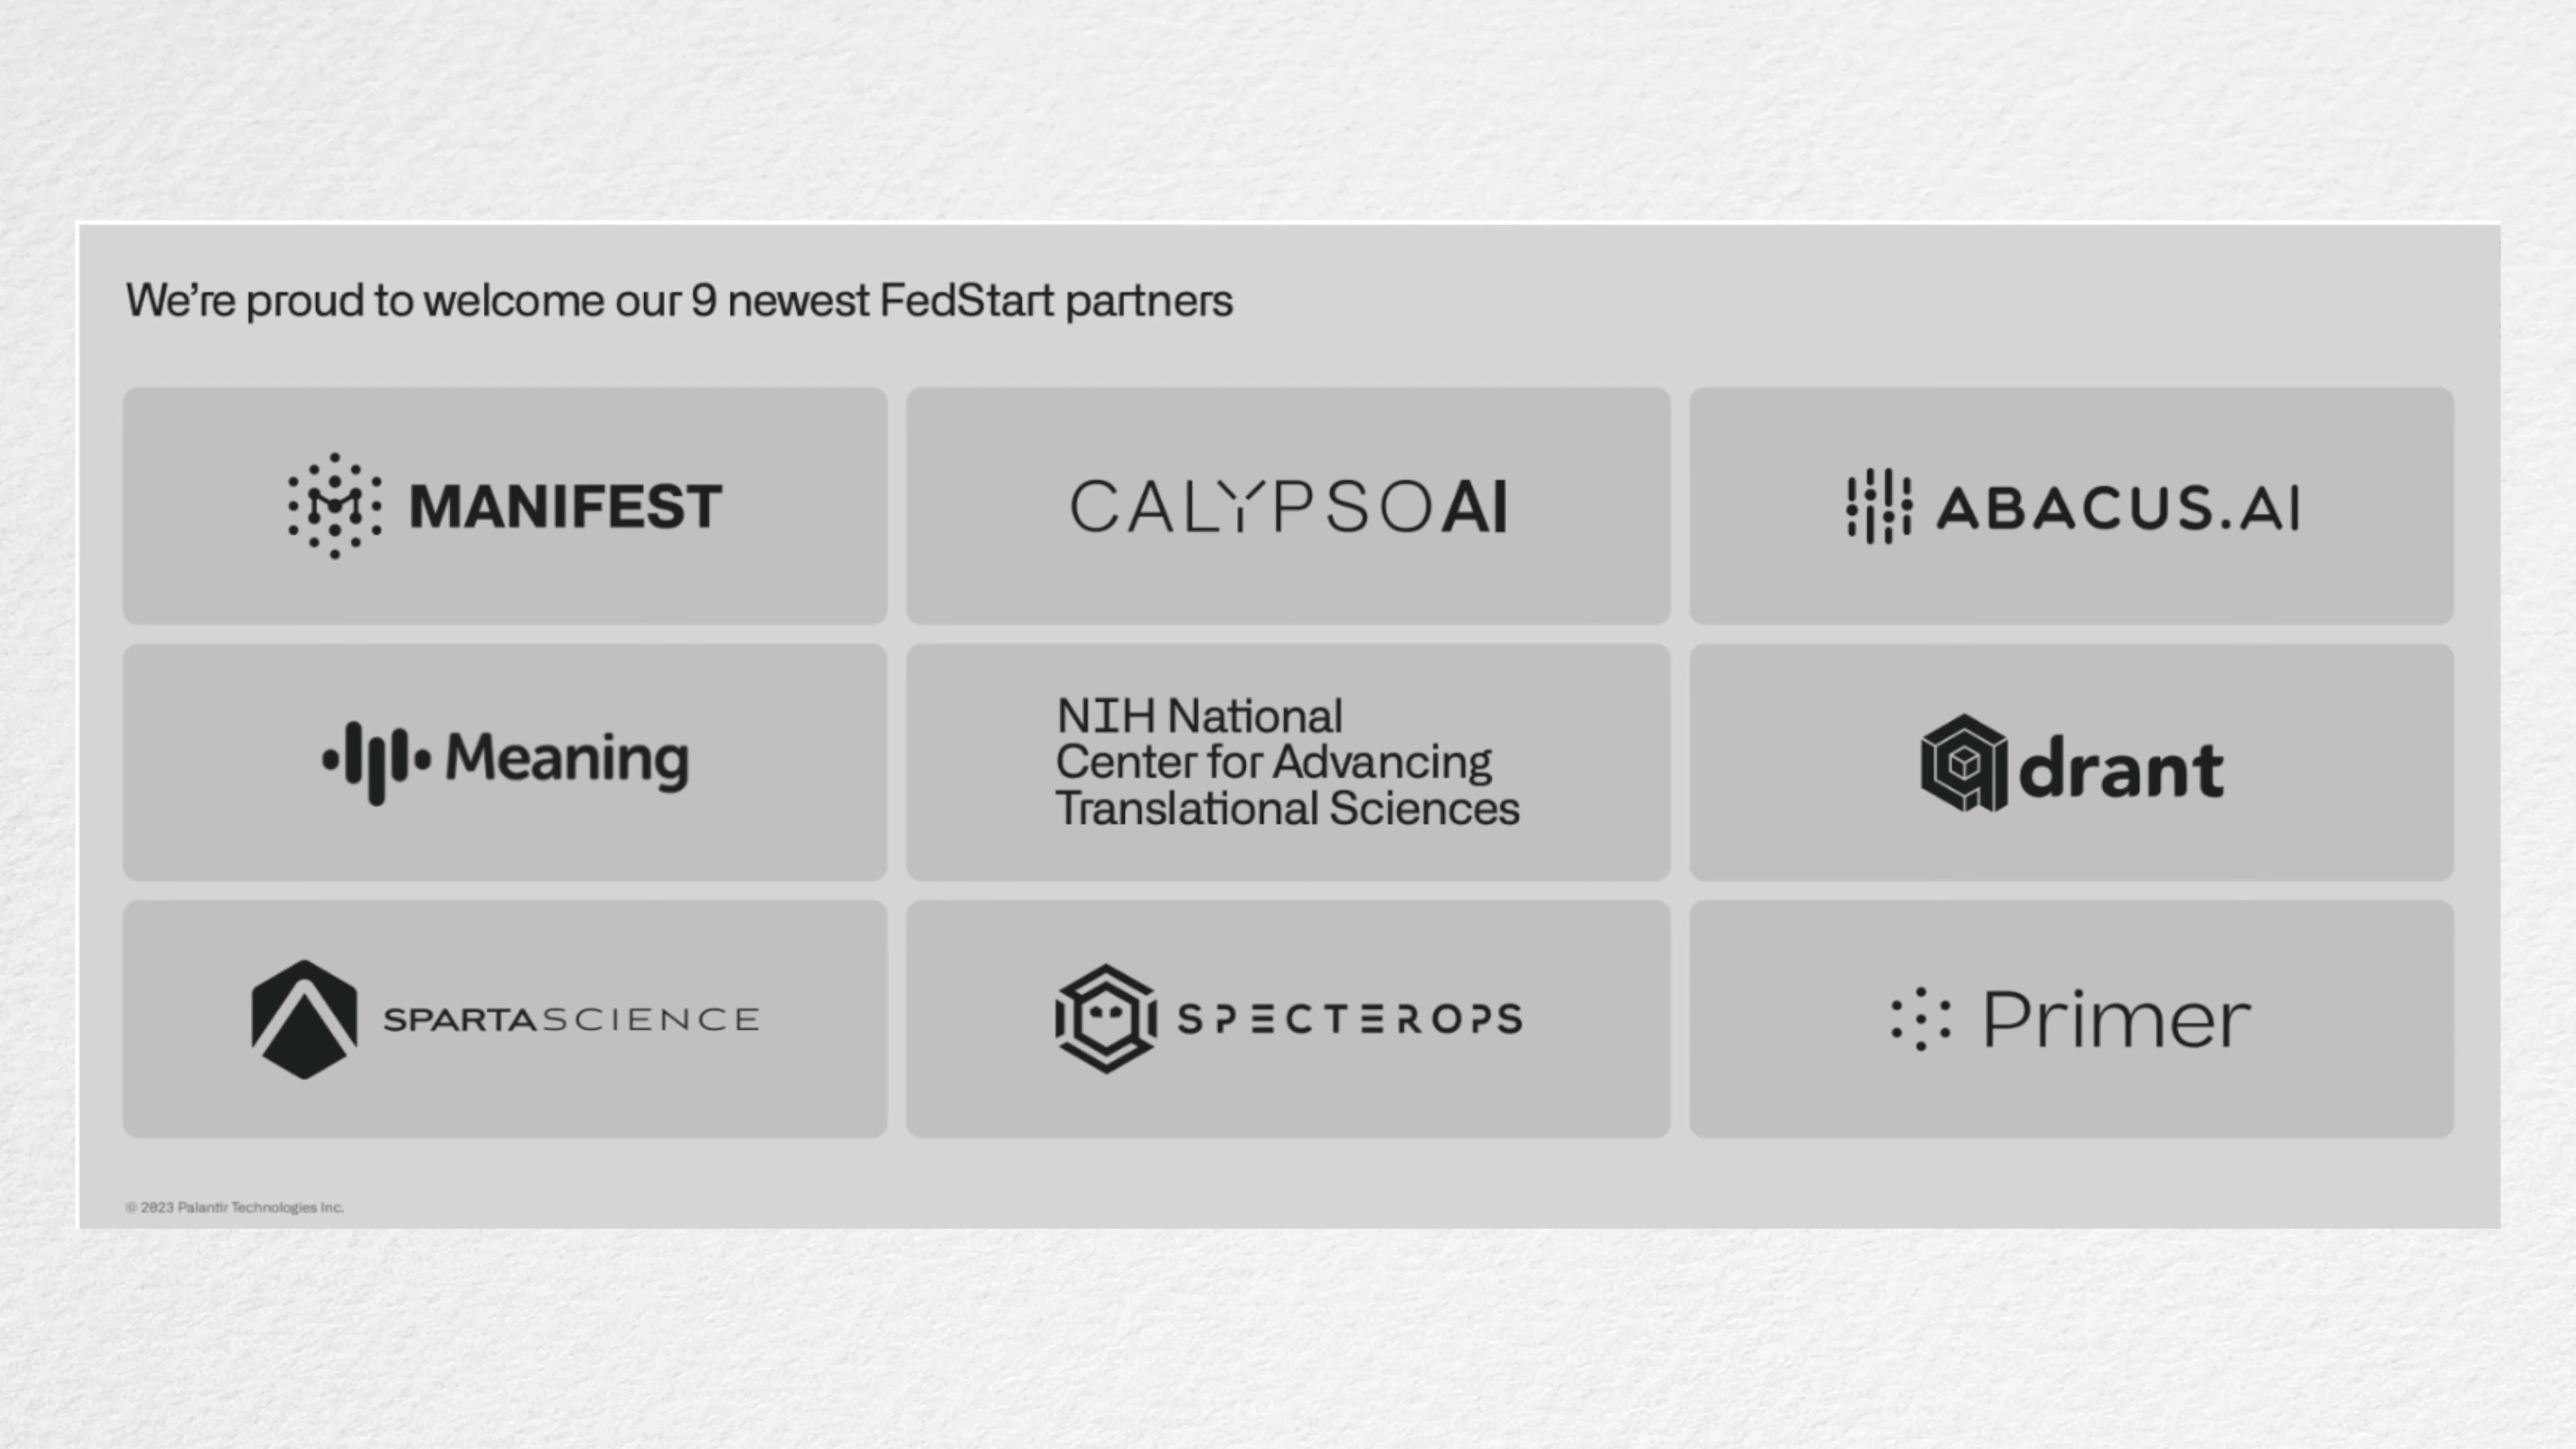 We’re proud to welcome our 9 newest FedStart partners
MANIFEST
CALYPSOAI
ABACUS.AI
Meaning
NIH National
Center for Advancing
Translational Sciences
qdrant
SPARTASCIENCE
SPECTEROPS
Primer
© 2023 Palantir Technologies Inc.